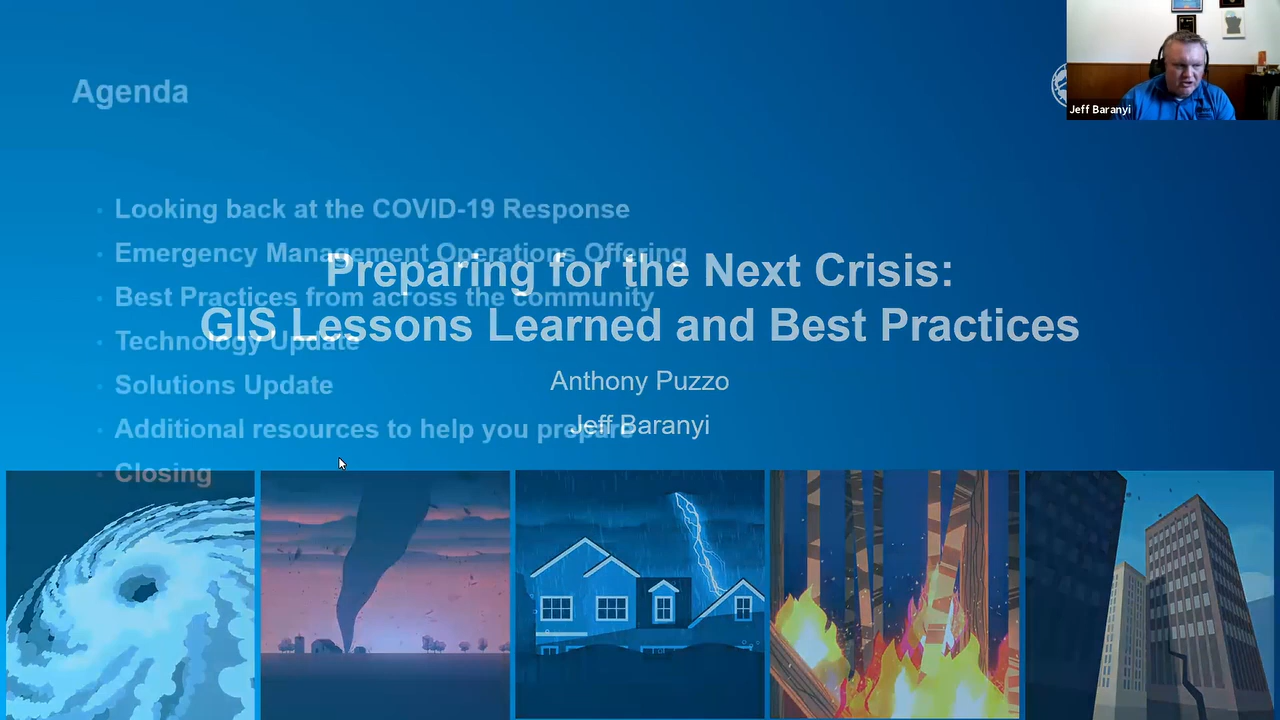 Agenda
Jeff Baranyi
Looking back at the COVID-19 Response
Emergency Management Operations Offering
Best Practices from across the community
Technology Update
Solutions Update
Additional resources to help you prepare
Closing
Preparing for the Next Crisis:
GIS Lessons Learned and Best Practices
Anthony Puzzo
Jeff Baranyi